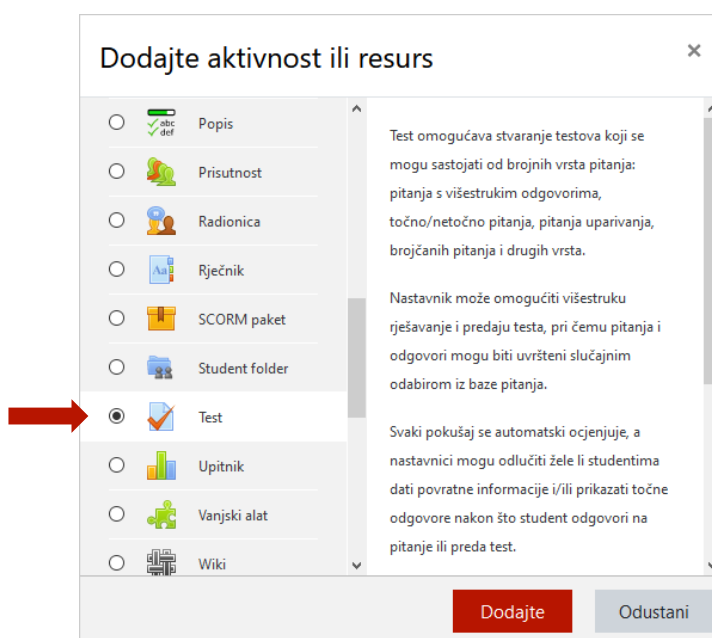 Dodajte aktivnost ili resurs
×
abc
def
Popis
Prisutnost
Radionica
Aa
Rječnik
SCORM paket
Student folder
Test
Upitnik
Vanjski alat
Wiki
Test omogućava stvaranje testova koji se
mogu sastojati od brojnih vrsta pitanja:
pitanja s višestrukim odgovorima,
točno/netočno pitanja, pitanja uparivanja,
brojčanih pitanja i drugih vrsta.
Nastavnik može omogućiti višestruku
rješavanje i predaju testa, pri čemu pitanja i
odgovori mogu biti uvršteni slučajnim
odabirom iz baze pitanja.
Svaki pokušaj se automatski ocjenjuje, a
nastavnici mogu odlučiti žele li studentima
dati povratne informacije i/ili prikazati točne
odgovore nakon što student odgovori na
pitanje ili preda test.
Dodajte
Odustani